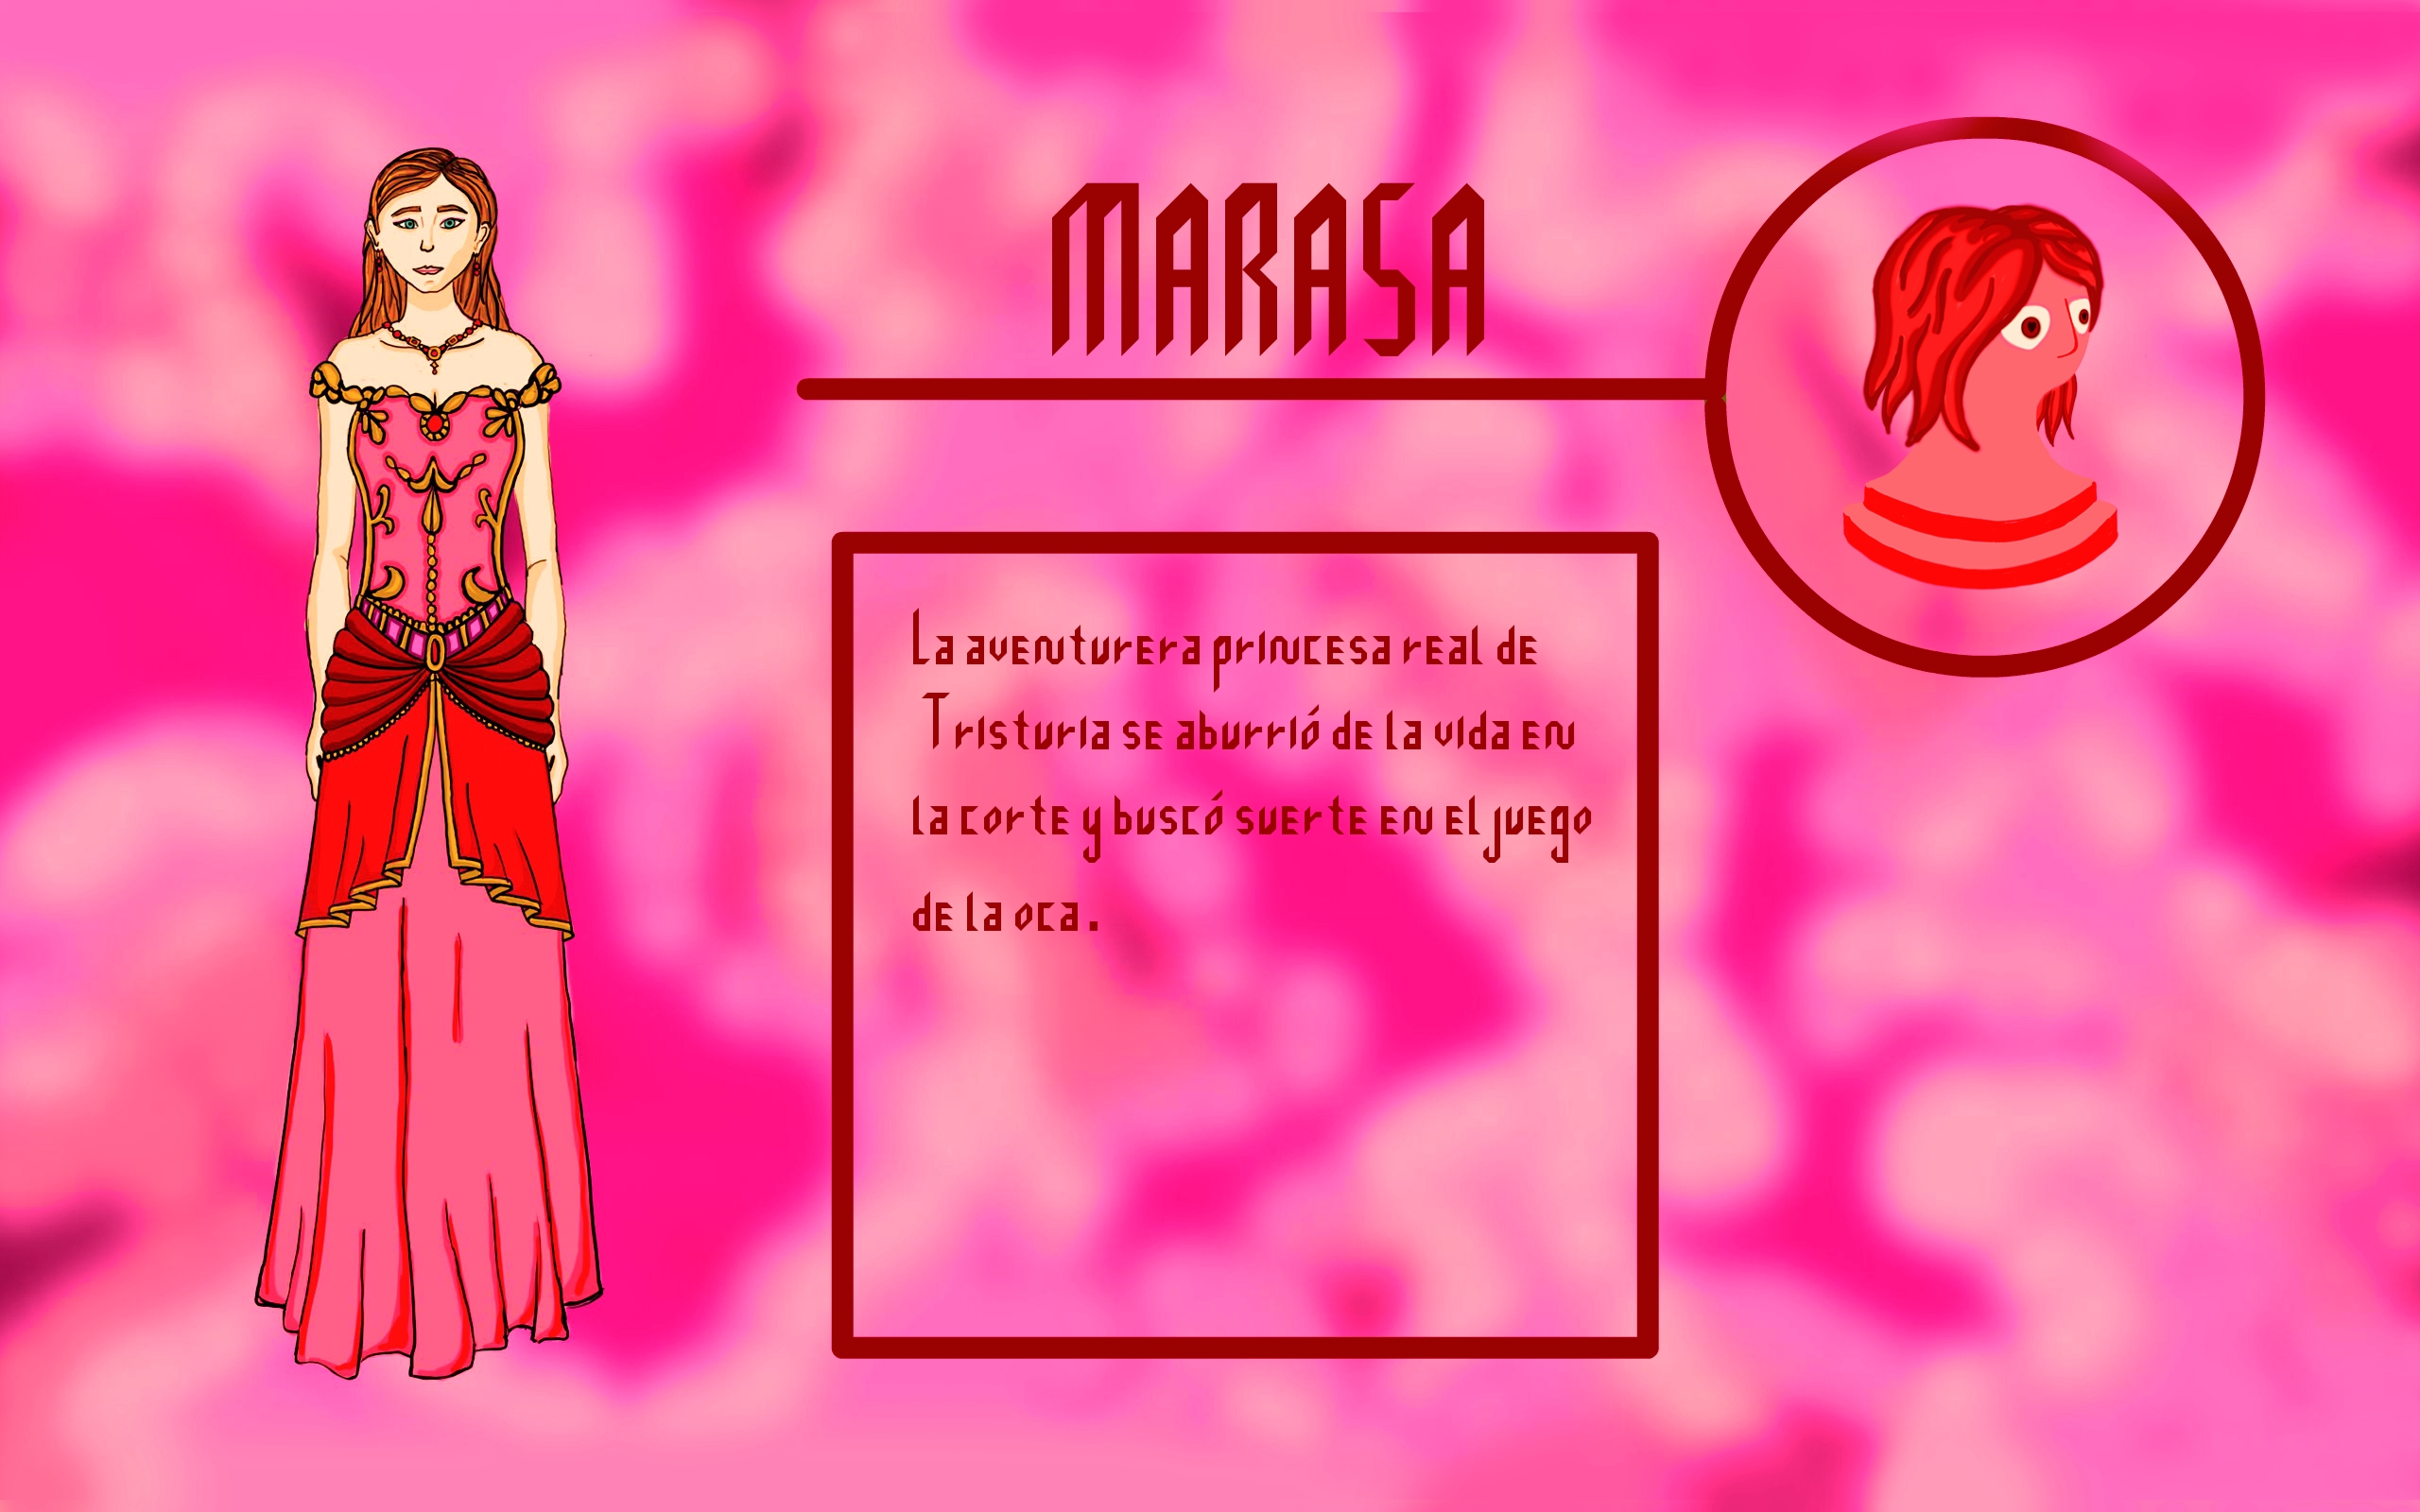 MARASA
La aventurera princesa real de
Tristuria se aburrió de la vida en
la corte y buscó suerte en el juego
de la oca.